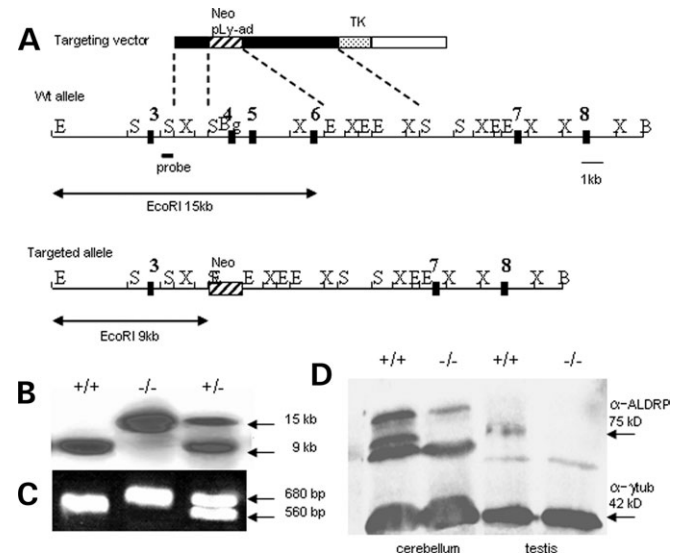 A
Neo
pLy-ad
TK
Targeting vector
Wt allele
E S 3 S X S B g 4 5 X 6 E X E E X S S X E E 7 X X 8 X B
probe
1kb
EcoRI 15kb
Targeted allele
Neo
E S 3 S X S E E X E E X S S X E E 7 X X 8 X B
EcoRI 9kb
B
+/+ -/- +/-
15 kb
9 kb
C
680 bp
560 bp
D
+/+ -/- +/+ -/-
α-ALDRP
75 kD
α-γtub
42 kD
cerebellum testis